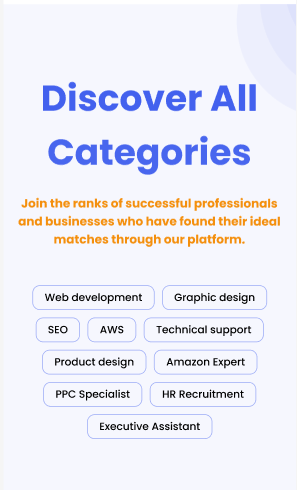 Discover All
Categories
Join the ranks of successful professionals
and businesses who have found their ideal
matches through our platform.
Web development
Graphic design
SEO
AWS
Technical support
Product design
Amazon Expert
PPC Specialist
HR Recruitment
Executive Assistant